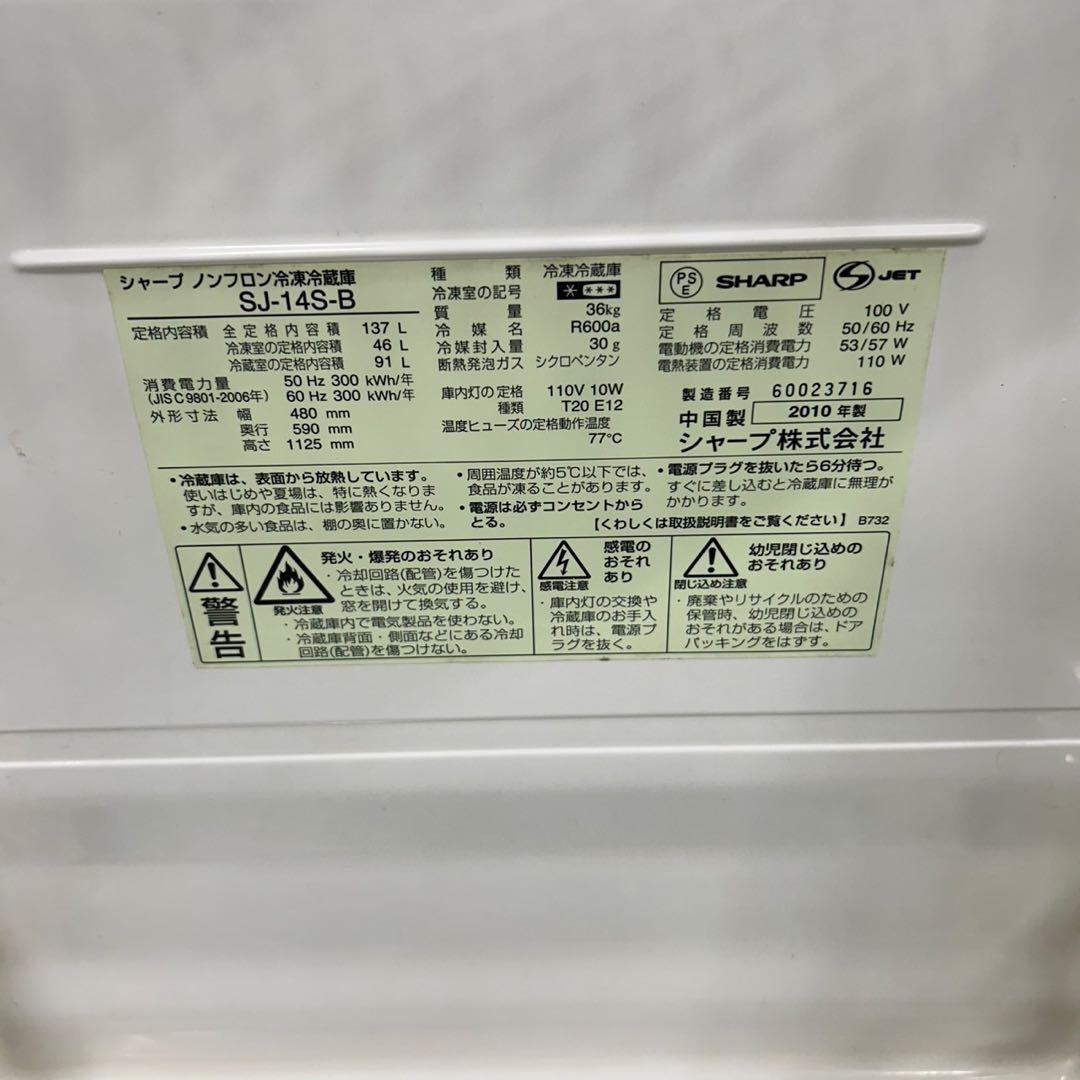 シャープ ノンフロン冷凍冷蔵庫
SJ-14S-B
定格内容積 全定格内容積 137 L
冷凍室の定格内容積 46 L
冷蔵室の定格内容積 91 L
消費電力量 50 Hz 300 kWh/年
(JIS C 9801-2006年) 60 Hz 300 kWh/年
外形寸法 幅 480 mm
奥行 590 mm
高さ 1125 mm
種類 冷凍冷蔵庫
冷凍室の記号 * ***
質量 36kg
冷媒名 R600a
冷媒封入量 30 g
断熱発泡ガス シクロペンタン
庫内灯の定格 110V 10W
種類 T20 E12
温度ヒューズの定格動作温度
77℃
PS
E
SHARP
S JET
定格電圧 100 V
定格周波数 50/60 Hz
電動機の定格消費電力 53/57 W
電熱装置の定格消費電力 110 W
製造番号 60023716
中国製 2010 年製
シャープ株式会社
・冷蔵庫は、表面から放熱しています。
使いはじめや夏場は、特に熱くなりま
すが、庫内の食品には影響ありません。
・水気の多い食品は、棚の奥に置かない。
・周囲温度が約5℃以下では、
食品が凍ることがあります。
・電源は必ずコンセントから
とる。
・電源プラグを抜いたら6分待つ。
すぐに差し込むと冷蔵庫に無理が
かかります。
【くわしくは取扱説明書をご覧ください】 B732
警告
発火・爆発のおそれあり
発火注意
・冷却回路(配管)を傷つけた
ときは、火気の使用を避け、
窓を開けて換気する。
・冷蔵庫内で電気製品を使わない。
・冷蔵庫背面・側面などにある冷却
回路(配管)を傷つけない。
感電の
おそれ
あり
感電注意
・庫内灯の交換や
冷蔵庫のお手入
れ時は、電源プ
ラグを抜く。
幼児閉じ込めの
おそれあり
閉じ込め注意
・廃棄やリサイクルのための
保管時、幼児閉じ込めの
おそれがある場合は、ドア
パッキングをはずす。